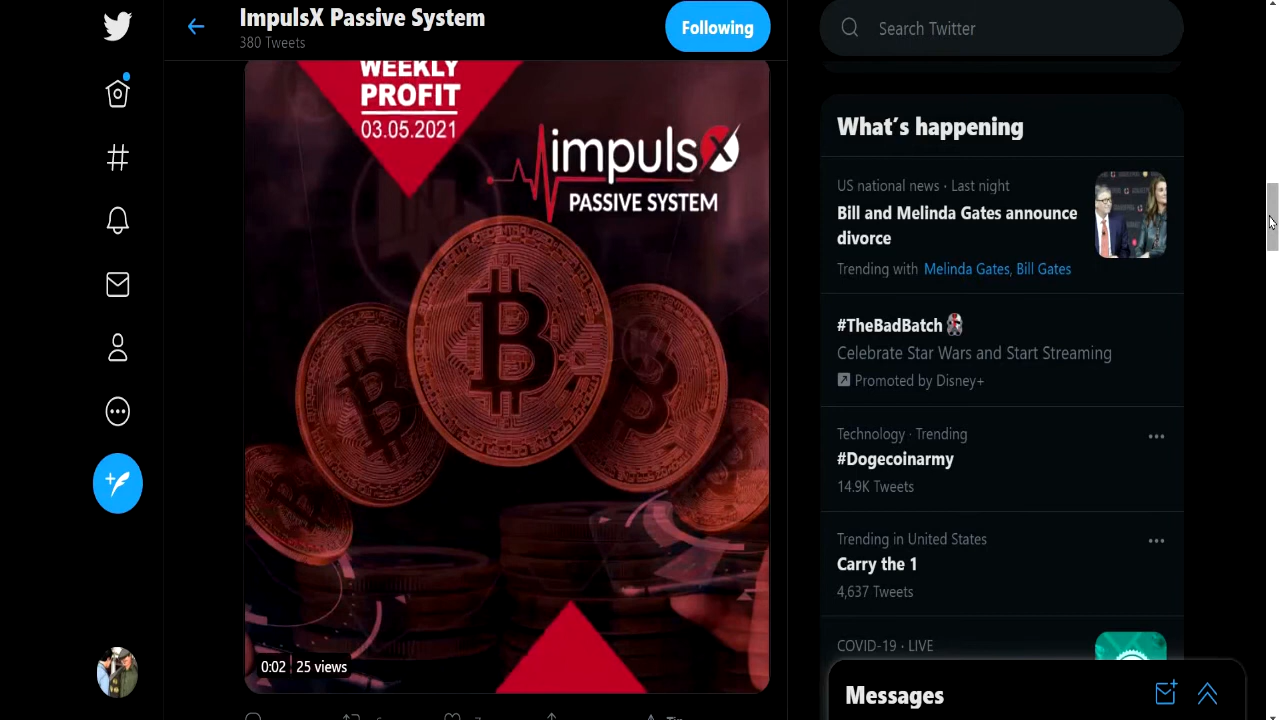 ImpulsX Passive System
380 Tweets
Following
Search Twitter
WEEKLY
PROFIT
03.05.2021
impulsX
PASSIVE SYSTEM
0:02
25 views
What's happening
US national news · Last night
Bill and Melinda Gates announce
divorce
Trending with Melinda Gates, Bill Gates
#TheBadBatch
Celebrate Star Wars and Start Streaming
Promoted by Disney+
Technology · Trending
#Dogecoinarmy
14.9K Tweets
Trending in United States
Carry the 1
4,637 Tweets
COVID-19 · LIVE
Messages